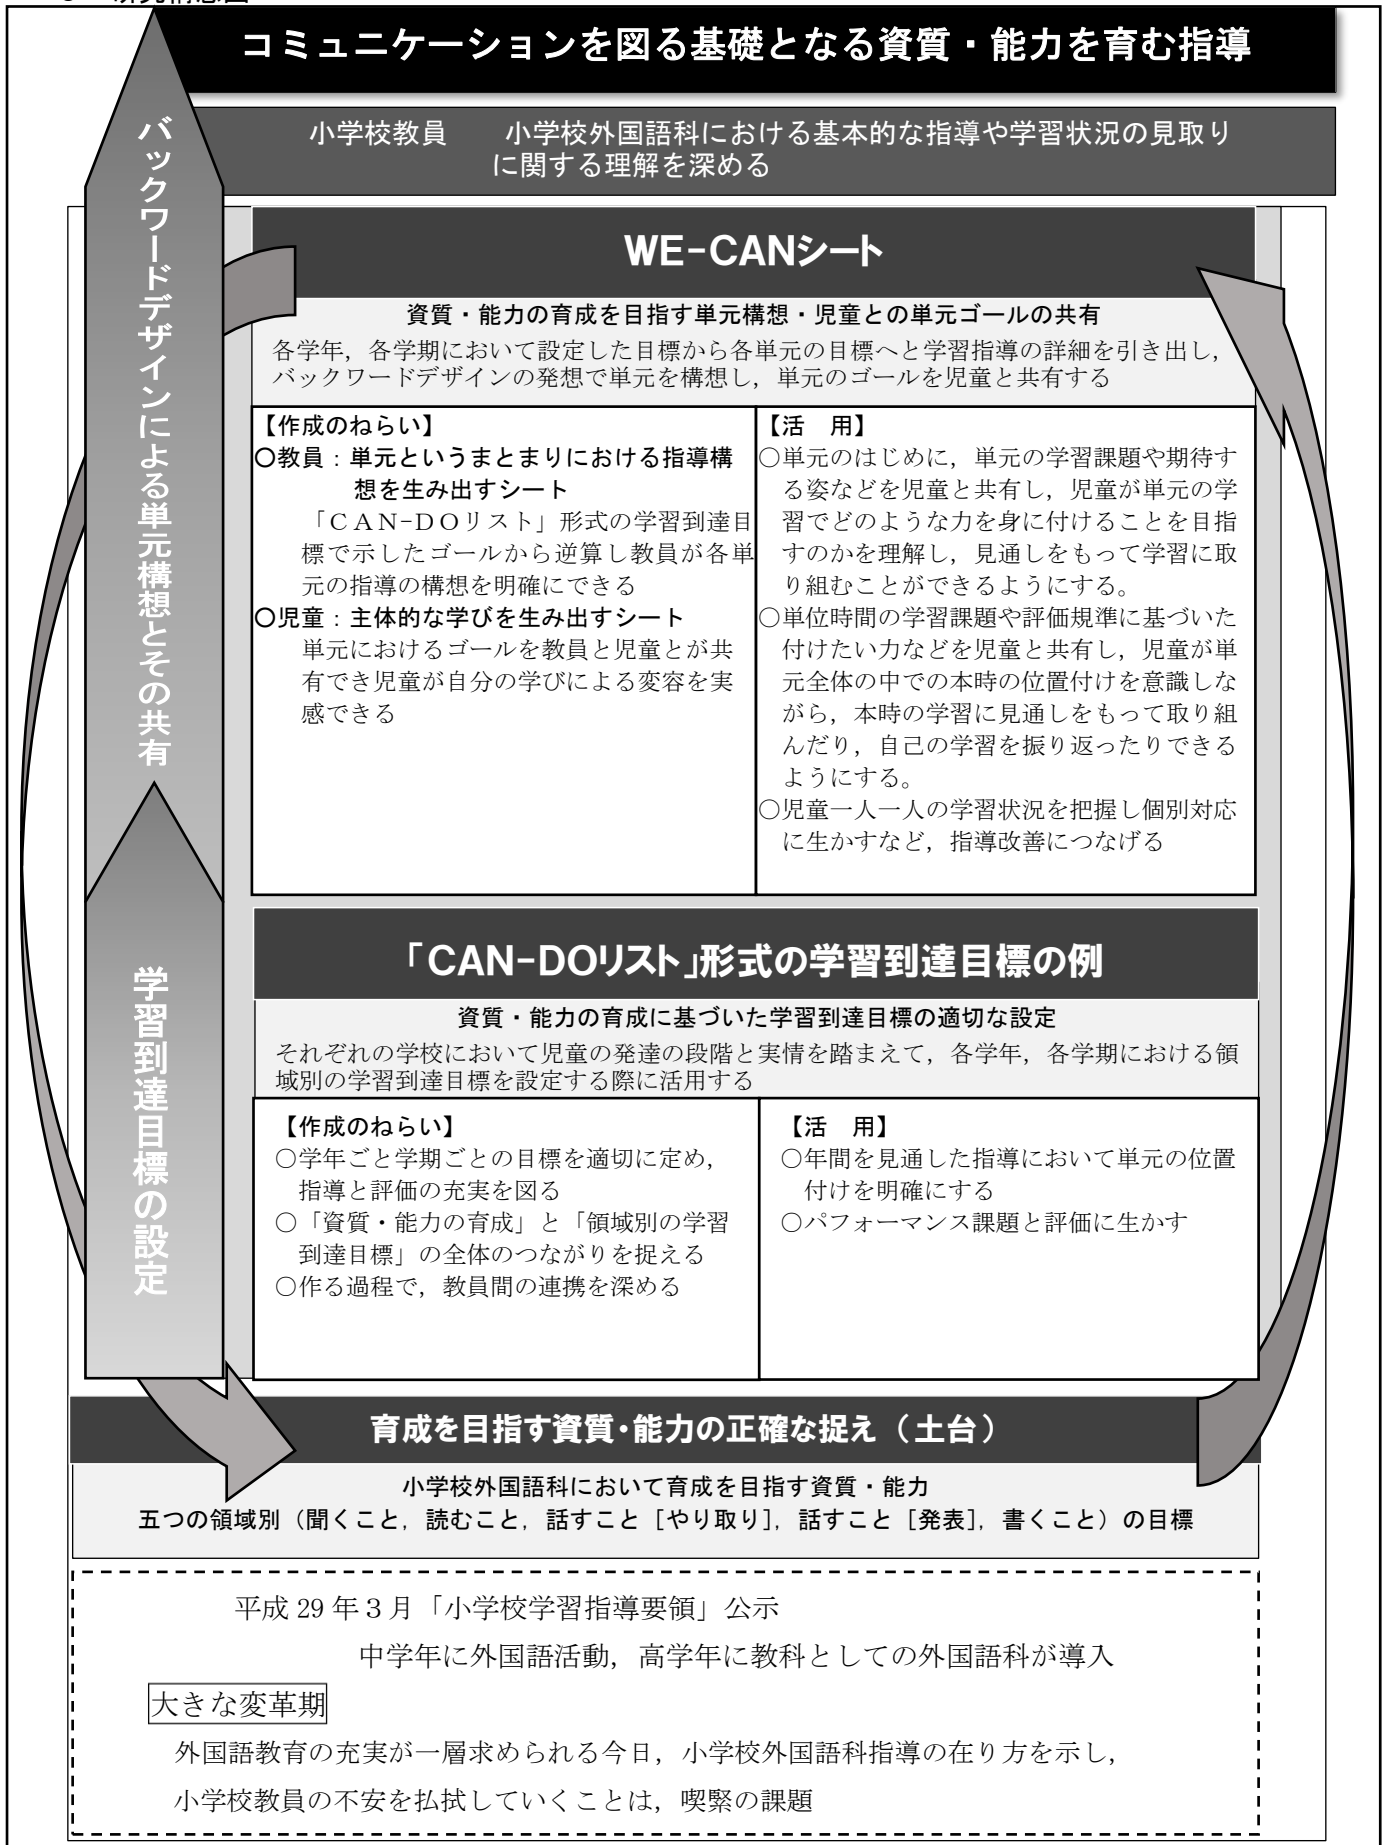 コミュニケーションを図る基礎となる資質・能力を育む指導
小学校教員　　小学校外国語科における基本的な指導や学習状況の見取り
に関する理解を深める
バックワードデザインによる単元構想とその共有
WE-CANシート
資質・能力の育成を目指す単元構想・児童との単元ゴールの共有
各学年，各学期において設定した目標から各単元の目標へと学習指導の詳細を引き出し，
バックワードデザインの発想で単元を構想し，単元のゴールを児童と共有する
【作成のねらい】
○教員：単元というまとまりにおける指導構
想を生み出すシート
「ＣＡＮ-ＤＯリスト」形式の学習到達目
標で示したゴールから逆算し教員が各単
元の指導の構想を明確にできる
○児童：主体的な学びを生み出すシート
単元におけるゴールを教員と児童とが共
有でき児童が自分の学びによる変容を実
感できる
【活　用】
○単元のはじめに，単元の学習課題や期待す
る姿などを児童と共有し，児童が単元の学
習でどのような力を身に付けることを目指
すのかを理解し，見通しをもって学習に取
り組むことができるようにする。
○単位時間の学習課題や評価規準に基づいた
付けたい力などを児童と共有し，児童が単
元全体の中での本時の位置付けを意識しな
がら，本時の学習に見通しをもって取り組
んだり，自己の学習を振り返ったりできる
ようにする。
○児童一人一人の学習状況を把握し個別対応
に生かすなど，指導改善につなげる
学習到達目標の設定
「CAN-DOリスト」形式の学習到達目標の例
資質・能力の育成に基づいた学習到達目標の適切な設定
それぞれの学校において児童の発達の段階と実情を踏まえて，各学年，各学期における領
域別の学習到達目標を設定する際に活用する
【作成のねらい】
○学年ごと学期ごとの目標を適切に定め，
指導と評価の充実を図る
○「資質・能力の育成」と「領域別の学習
到達目標」の全体のつながりを捉える
○作る過程で，教員間の連携を深める
【活　用】
○年間を見通した指導において単元の位置
付けを明確にする
○パフォーマンス課題と評価に生かす
育成を目指す資質・能力の正確な捉え（土台）
小学校外国語科において育成を目指す資質・能力
五つの領域別（聞くこと，読むこと，話すこと［やり取り］，話すこと［発表］，書くこと）の目標
平成 29 年３月「小学校学習指導要領」公示
中学年に外国語活動，高学年に教科としての外国語科が導入
大きな変革期
外国語教育の充実が一層求められる今日，小学校外国語科指導の在り方を示し，
小学校教員の不安を払拭していくことは，喫緊の課題